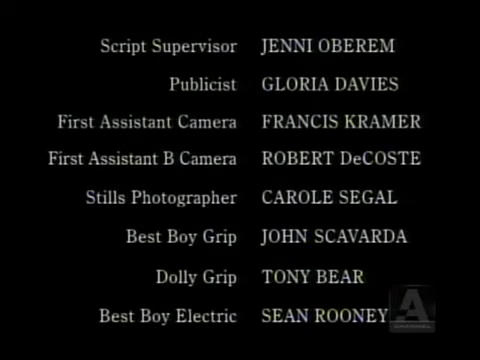 Script Supervisor JENNI OBEREM
Publicist GLORIA DAVIES
First Assistant Camera FRANCIS KRAMER
First Assistant B Camera ROBERT DeCOSTE
Stills Photographer CAROLE SEGAL
Best Boy Grip JOHN SCAVARDA
Dolly Grip TONY BEAR
Best Boy Electric SEAN ROONEY
A
CHANNEL